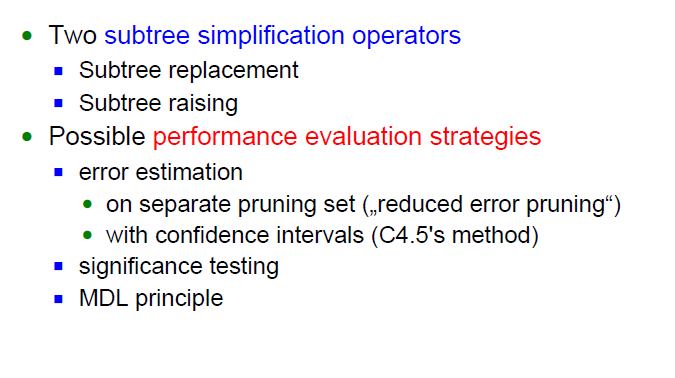 Two subtree simplification operators
Subtree replacement
Subtree raising
Possible performance evaluation strategies
error estimation
on separate pruning set („reduced error pruning“)
with confidence intervals (C4.5's method)
significance testing
MDL principle